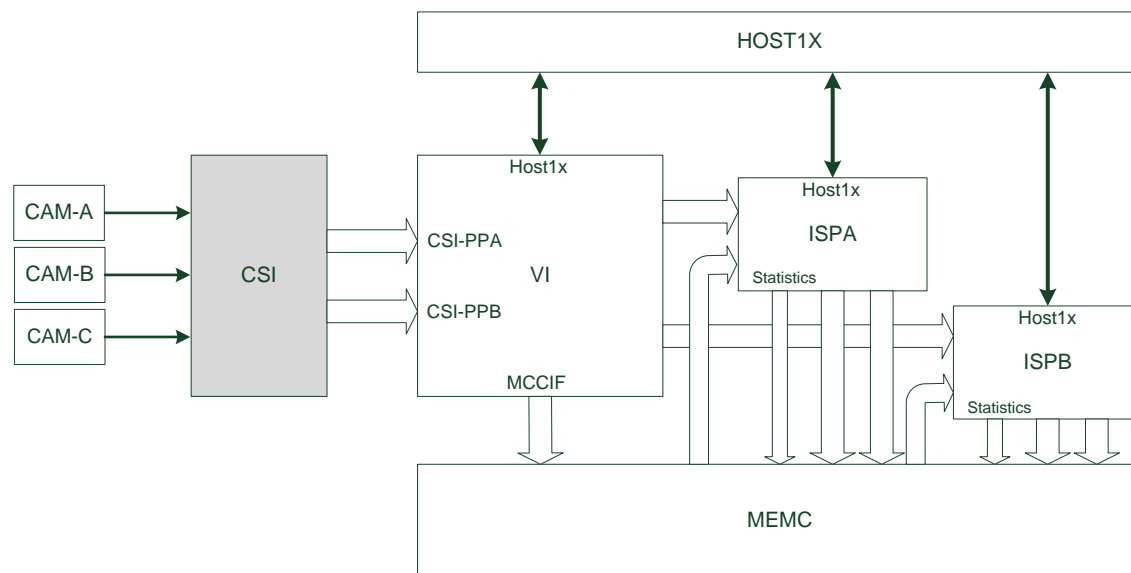 HOST1X
Host1x
CAM-A
CAM-B
CAM-C
CSI
CSI-PPA
VI
CSI-PPB
MCCIF
Host1x
ISPA
Statistics
Host1x
ISPB
Statistics
MEMC